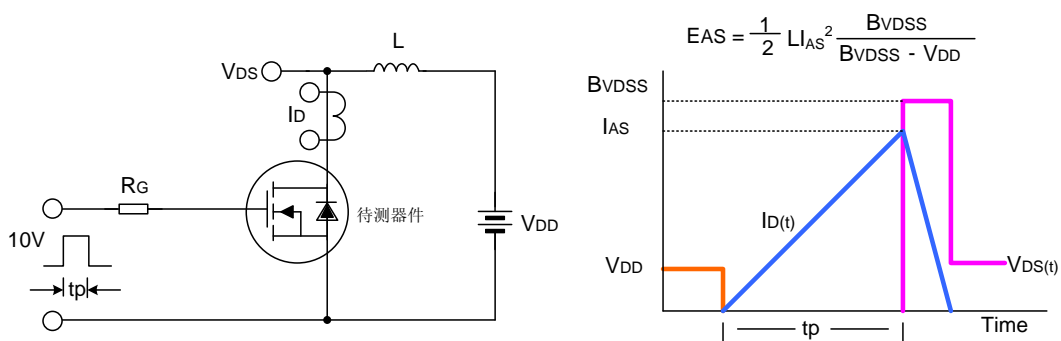 VDS
L
ID
RG
待测器件
VDD
10V
tp
EAS = 1/2 LIAS² BVDSS / BVDSS - VDD
BVDSS
IAS
ID(t)
VDD
VDS(t)
tp
Time